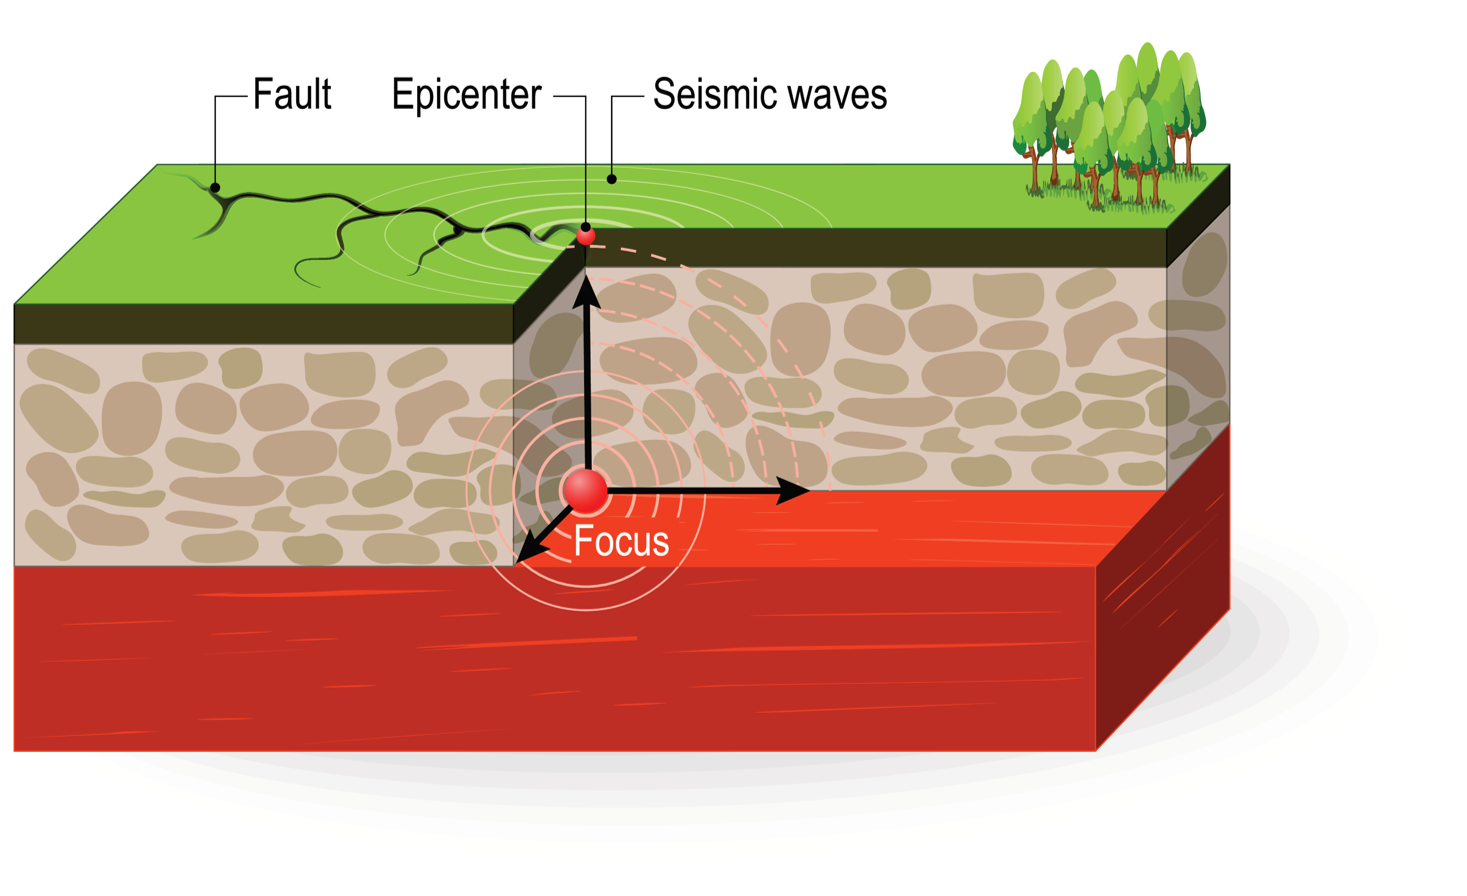 Fault
Epicenter
Seismic waves
Focus